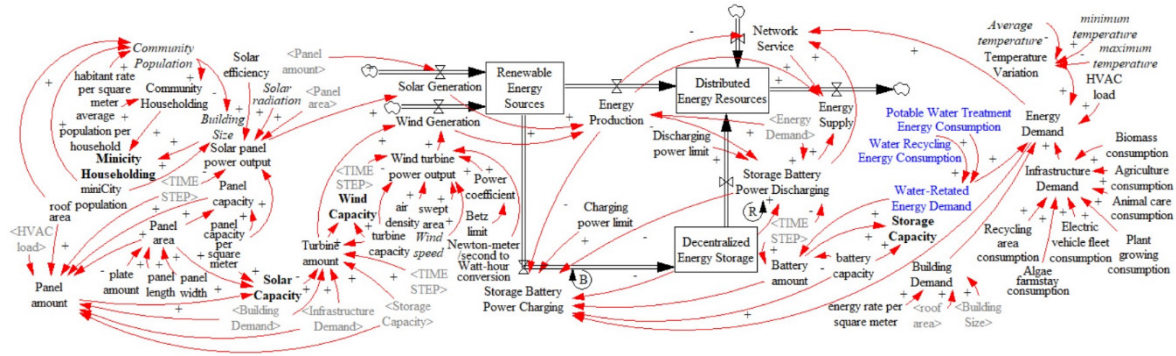 Community
Population
habitant rate
per square
meter
average
population per
household
Community
Householding
Minicity
Householding
miniCity
population
<TIME
STEP>
roof
area
<HVAC
load>
Panel
amount
Solar
efficiency
Solar
radiation
Building
Size
Solar panel
power output
Panel
capacity
Panel
area
panel
capacity per
square meter
plate
amount
panel
length
panel
width
Solar
Capacity
<Building
Demand>
<Panel
amount>
<Panel
area>
Solar Generation
Wind Generation
Wind turbine
power output
<TIME
STEP>
Wind
Capacity
air
density
swept
area
turbine
capacity
Wind
speed
Power
coefficient
Betz
limit
Newton-meter
/second to
Watt-hour
conversion
Turbine
amount
<TIME
STEP>
<Infrastructure
Demand>
<Storage
Capacity>
Renewable
Energy
Sources
Energy
Production
Charging
power limit
Storage Battery
Power Charging
B
Network
Service
Distributed
Energy Resources
<Energy
Demand>
Energy
Supply
Discharging
power limit
Storage Battery
Power Discharging
R
<TIME
STEP>
Decentralized
Energy Storage
Battery
amount
battery
capacity
Storage
Capacity
Potable Water Treatment
Energy Consumption
Water Recycling
Energy Consumption
Water-Retated
Energy Demand
Building
Demand
energy rate per
square meter
<roof
area>
<Building
Size>
Average
temperature
minimum
temperature
maximum
temperature
Temperature
Variation
HVAC
load
Energy
Demand
Infrastructure
Demand
Biomass
consumption
Agriculture
consumption
Animal care
consumption
Plant
growing
consumption
Electric
vehicle fleet
consumption
Algae
farmistay
consumption
Recycling
area
consumption